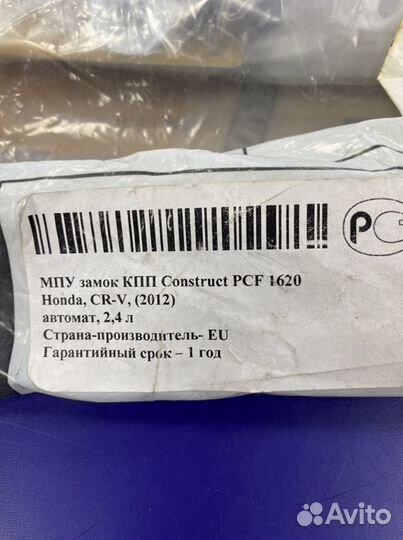 РС
МПУ замок КПП Construct PCF 1620
Honda, CR-V, (2012)
автомат, 2,4 л
Страна-производитель- EU
Гарантийный срок – 1 год
Avito